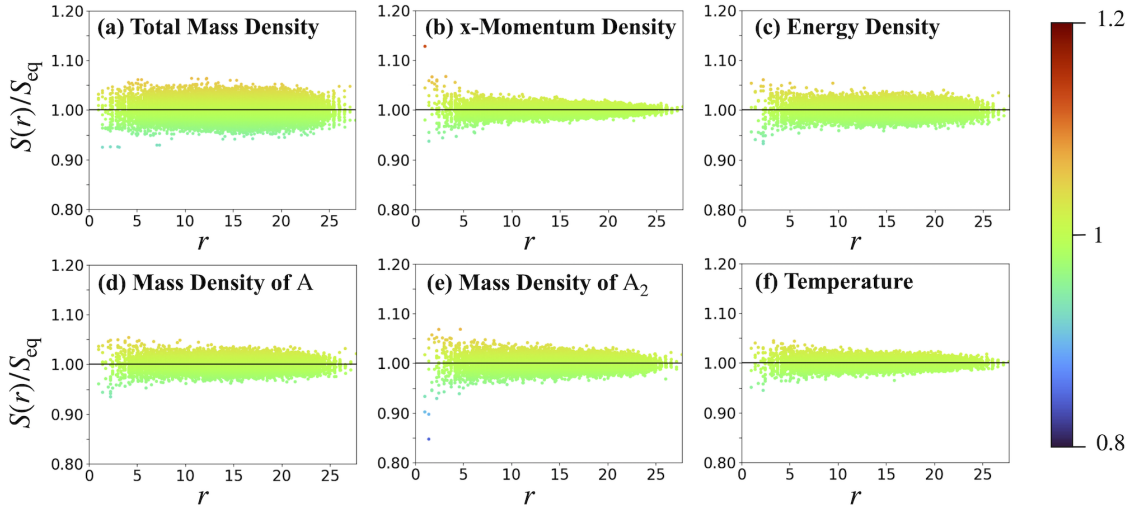 (a) Total Mass Density
(b) x-Momentum Density
(c) Energy Density
1.20
1.10
1.00
0.90
0.80
0 5 10 15 20 25
S(r)/S_eq
r
1.20
1.10
1.00
0.90
0.80
0 5 10 15 20 25
r
1.20
1.10
1.00
0.90
0.80
0 5 10 15 20 25
r
(d) Mass Density of A
(e) Mass Density of A₂
(f) Temperature
1.20
1.10
1.00
0.90
0.80
0 5 10 15 20 25
S(r)/S_eq
r
1.20
1.10
1.00
0.90
0.80
0 5 10 15 20 25
r
1.20
1.10
1.00
0.90
0.80
0 5 10 15 20 25
r
1.2
1
0.8